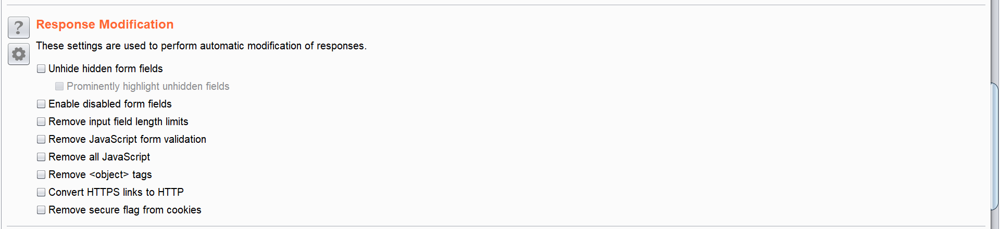 ?
Response Modification
These settings are used to perform automatic modification of responses.
Unhide hidden form fields
Prominently highlight unhidden fields
Enable disabled form fields
Remove input field length limits
Remove JavaScript form validation
Remove all JavaScript
Remove <object> tags
Convert HTTPS links to HTTP
Remove secure flag from cookies